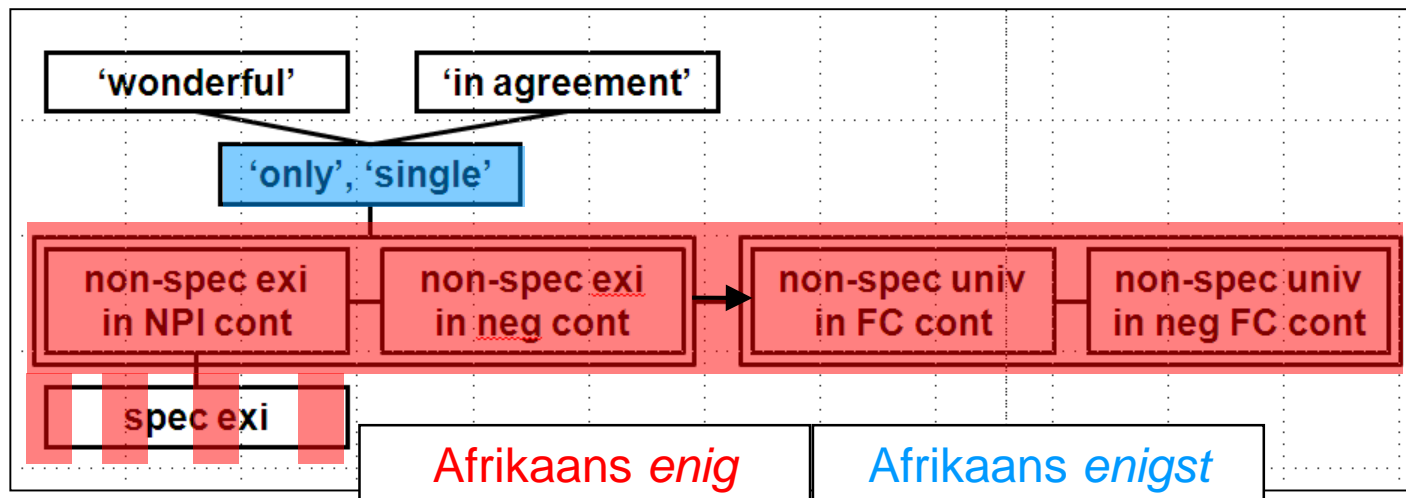 ‘wonderful’ ‘in agreement’
‘only’, ‘single’
non-spec exi non-spec exi non-spec univ non-spec univ
in NPI cont in neg cont in FC cont in neg FC cont
spec exi
Afrikaans enig Afrikaans enigst